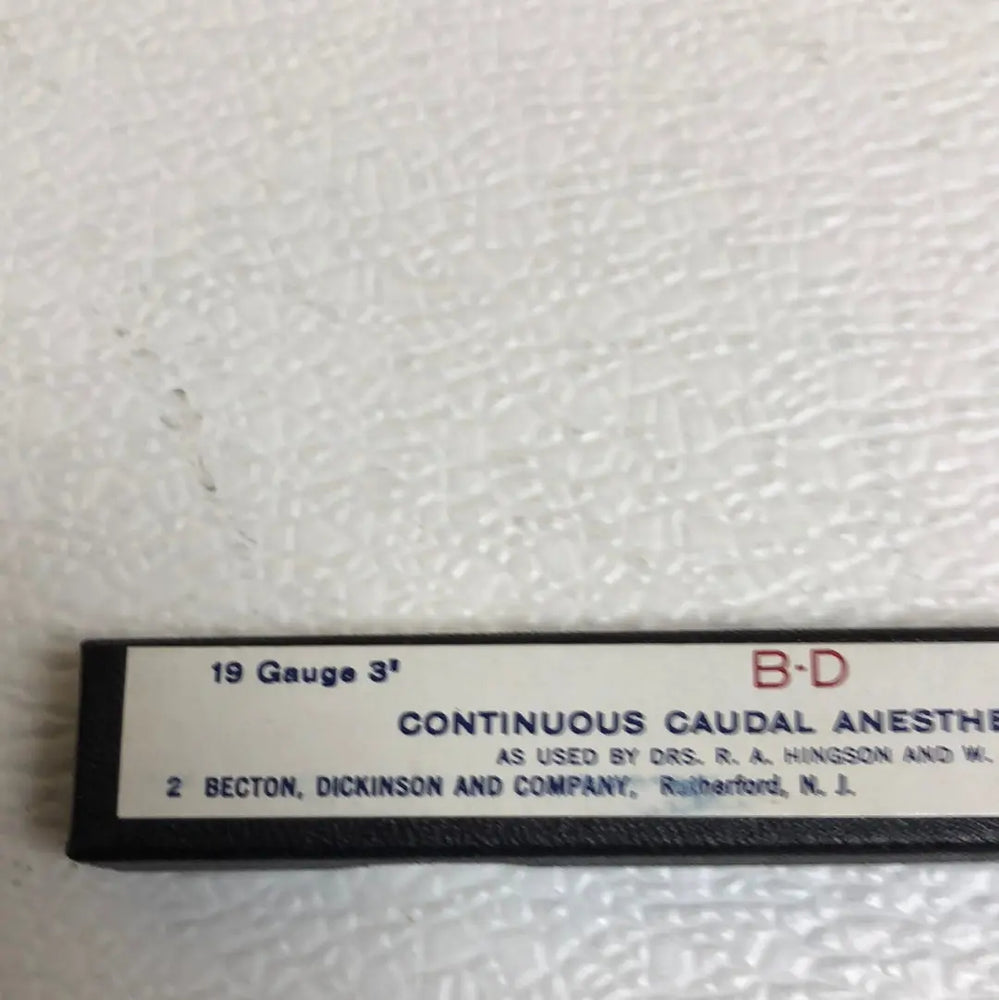 19 Gauge 3" B-D
CONTINUOUS CAUDAL ANESTHE
AS USED BY DRS. R. A. HINGSON AND W.
2 BECTON, DICKINSON AND COMPANY, Rutherford, N. J.